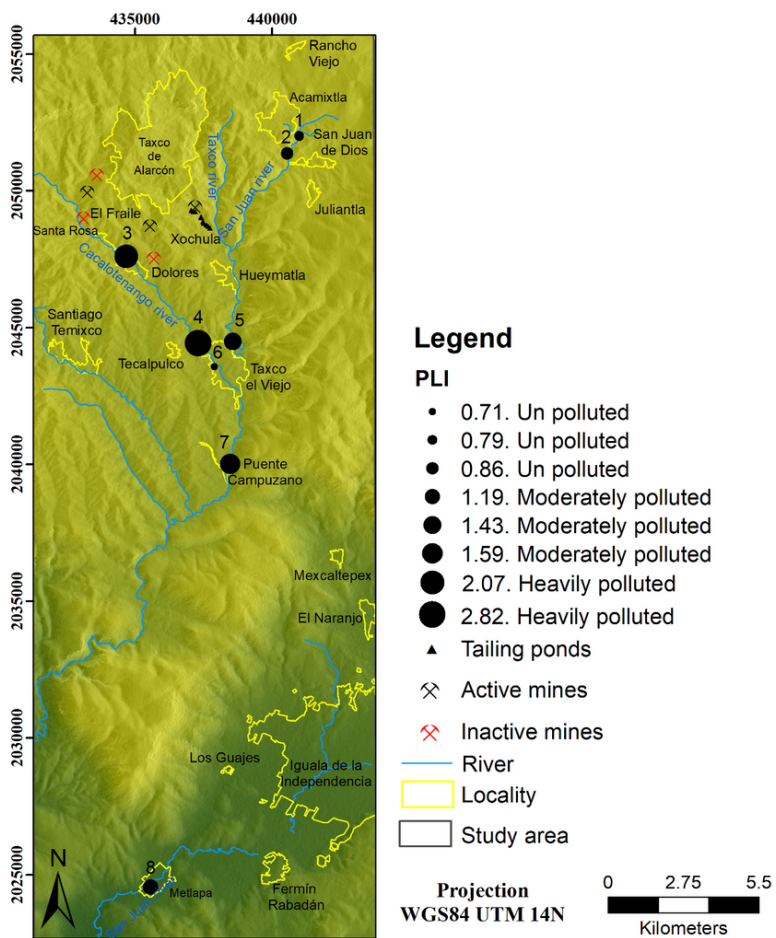 435000
440000
2055000
2050000
2045000
2040000
2035000
2030000
2025000
Rancho
Viejo
Acamixtla
1
2
San Juan
de Dios
Taxco
de
Alarcón
Taxco river
San Juan river
Juliantla
El Fraile
Santa Rosa
3
Xochula
Dolores
Cacalotenango river
Hueymatla
Santiago
Temixco
4
5
6
Tecalpulco
Taxco
el Viejo
7
Puente
Campuzano
Mexcaltepex
El Naranjo
Los Guajes
Iguala de la
Independencia
8
Metlapa
San Juan
Fermín
Rabadán
N
Legend
PLI
0.71. Un polluted
0.79. Un polluted
0.86. Un polluted
1.19. Moderately polluted
1.43. Moderately polluted
1.59. Moderately polluted
2.07. Heavily polluted
2.82. Heavily polluted
Tailing ponds
Active mines
Inactive mines
River
Locality
Study area
Projection
WGS84 UTM 14N
0 2.75 5.5
Kilometers